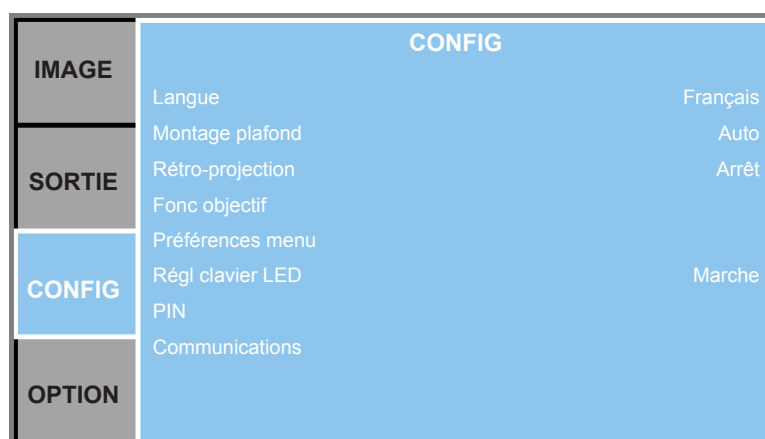 IMAGE
SORTIE
CONFIG
OPTION
CONFIG
Langue Français
Montage plafond Auto
Rétro-projection Arrêt
Fonc objectif
Préférences menu
Régl clavier LED Marche
PIN
Communications